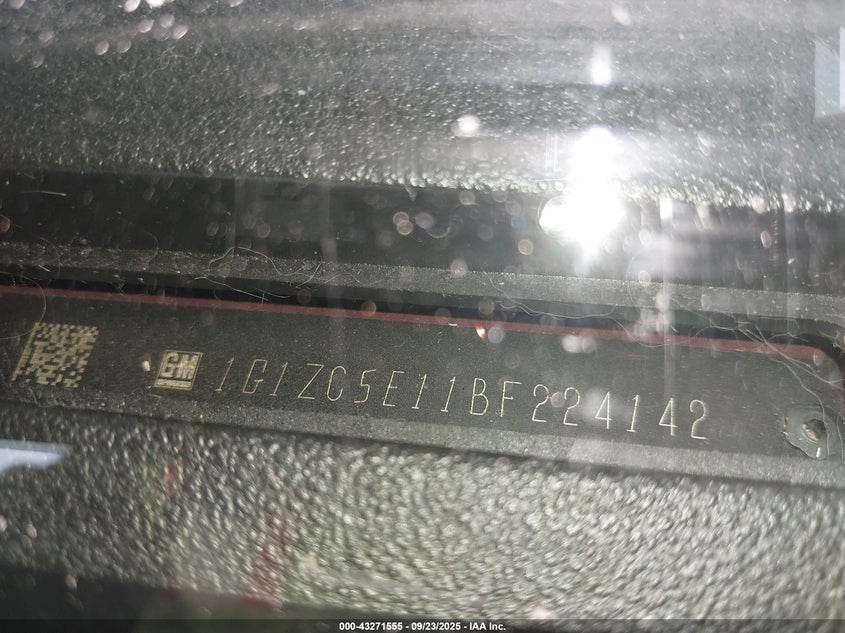 GM 1G1ZC5E11BF224142
000-43271555 - 09/23/2025 - IAA Inc.